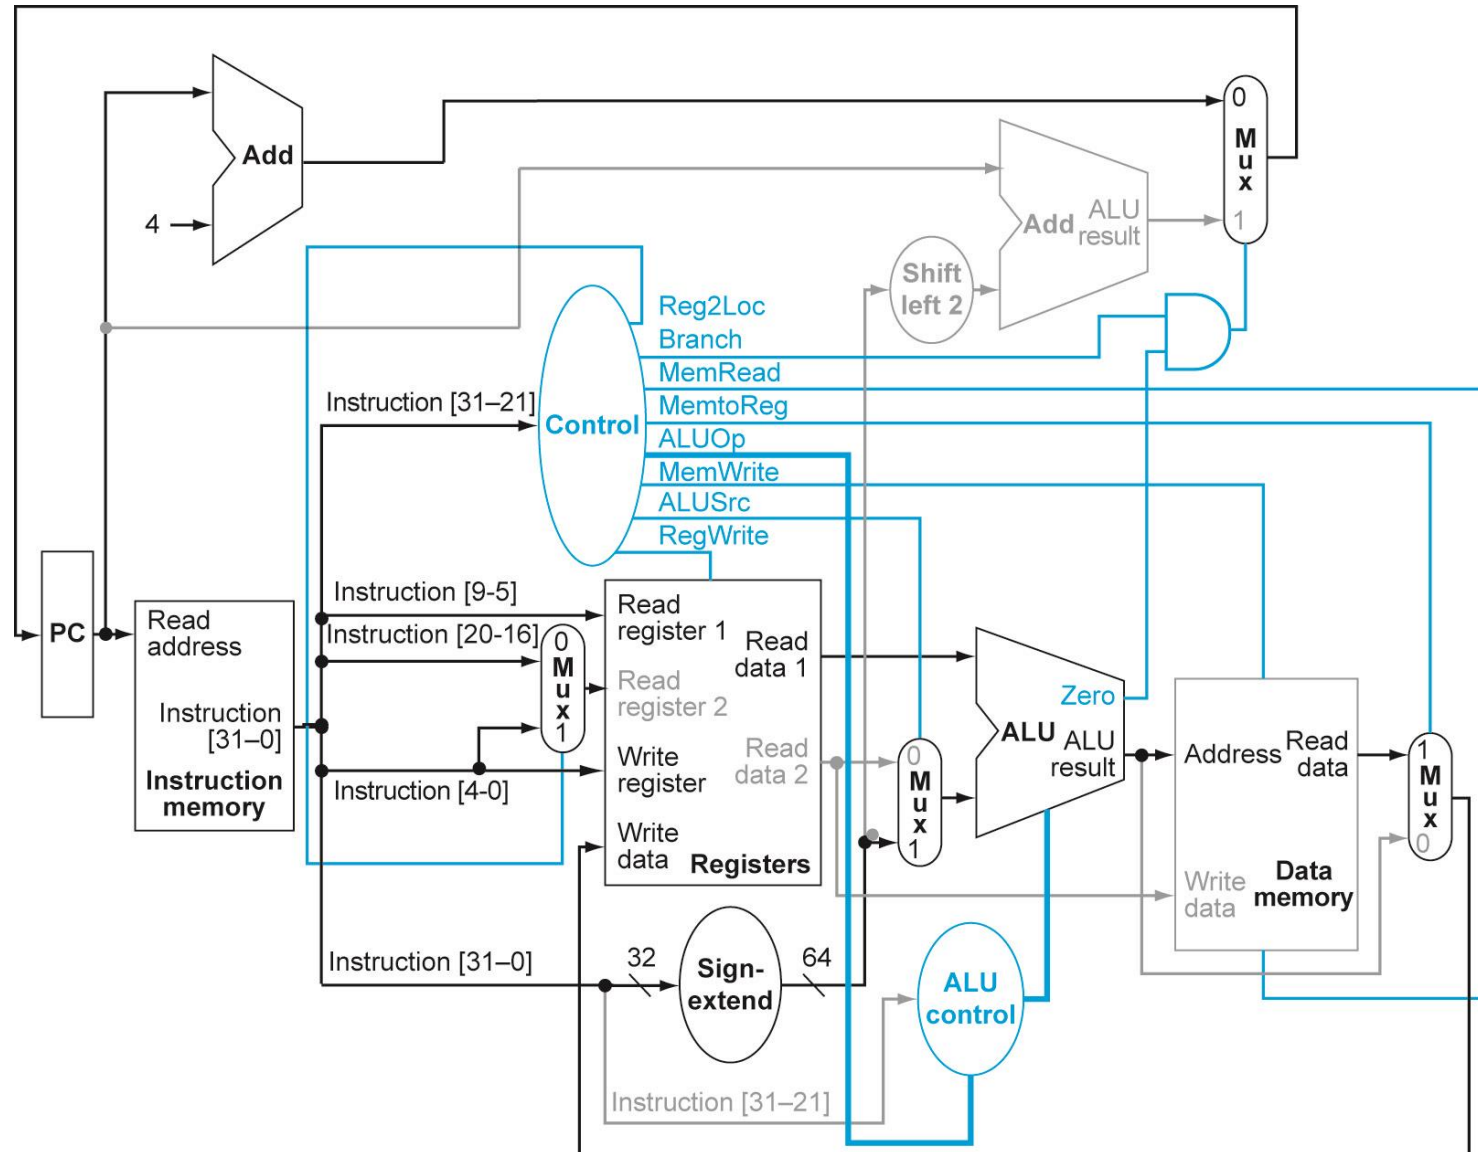 0
M
u
x
1
Add
4
Add
ALU
result
Shift
left 2
Reg2Loc
Branch
MemRead
MemtoReg
ALUOp
MemWrite
ALUSrc
RegWrite
Control
Instruction [31–21]
PC
Read
address
Instruction
[31–0]
Instruction
memory
Instruction [9-5]
Instruction [20-16]
Instruction [4-0]
0
M
u
x
1
Read
register 1
Read
register 2
Write
register
Write
data
Read
data 1
Read
data 2
Registers
0
M
u
x
1
Zero
ALU
ALU
result
Address
Read
data
Write
data
Data
memory
1
M
u
x
0
Instruction [31–0]
32
Sign-
extend
64
ALU
control
Instruction [31–21]